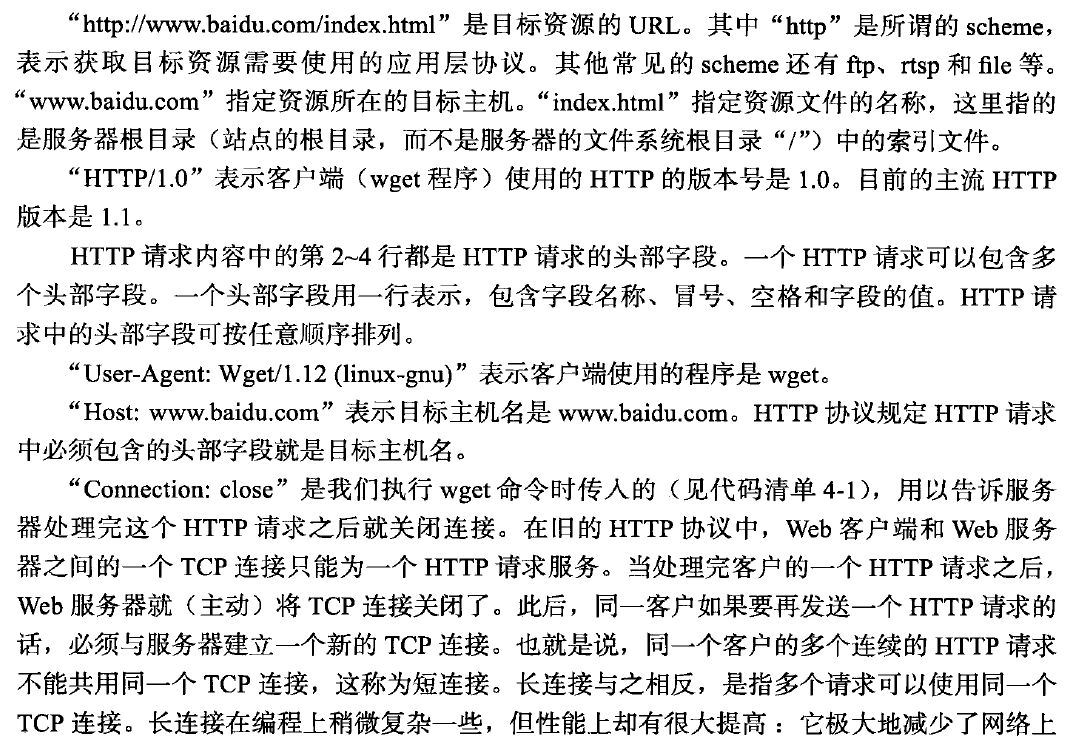 “http://www.baidu.com/index.html”是目标资源的 URL。其中“http”是所谓的 scheme，
表示获取目标资源需要使用的应用层协议。其他常见的 scheme 还有 ftp、rtsp 和 file 等。
“www.baidu.com”指定资源所在的目标主机。“index.html”指定资源文件的名称，这里指的
是服务器根目录（站点的根目录，而不是服务器的文件系统根目录“/”）中的索引文件。
“HTTP/1.0”表示客户端（wget 程序）使用的 HTTP 的版本号是 1.0。目前的主流 HTTP
版本是 1.1。
HTTP 请求内容中的第 2~4 行都是 HTTP 请求的头部字段。一个 HTTP 请求可以包含多
个头部字段。一个头部字段用一行表示，包含字段名称、冒号、空格和字段的值。HTTP 请
求中的头部字段可按任意顺序排列。
“User-Agent: Wget/1.12 (linux-gnu)”表示客户端使用的程序是 wget。
“Host: www.baidu.com”表示目标主机名是 www.baidu.com。HTTP 协议规定 HTTP 请求
中必须包含的头部字段就是目标主机名。
“Connection: close”是我们执行 wget 命令时传入的（见代码清单 4-1），用以告诉服务
器处理完这个 HTTP 请求之后就关闭连接。在旧的 HTTP 协议中，Web 客户端和 Web 服务
器之间的一个 TCP 连接只能为一个 HTTP 请求服务。当处理完客户的一个 HTTP 请求之后，
Web 服务器就（主动）将 TCP 连接关闭了。此后，同一客户如果要再发送一个 HTTP 请求的
话，必须与服务器建立一个新的 TCP 连接。也就是说，同一个客户的多个连续的 HTTP 请求
不能共用同一个 TCP 连接，这称为短连接。长连接与之相反，是指多个请求可以使用同一个
TCP 连接。长连接在编程上稍微复杂一些，但性能上却有很大提高：它极大地减少了网络上